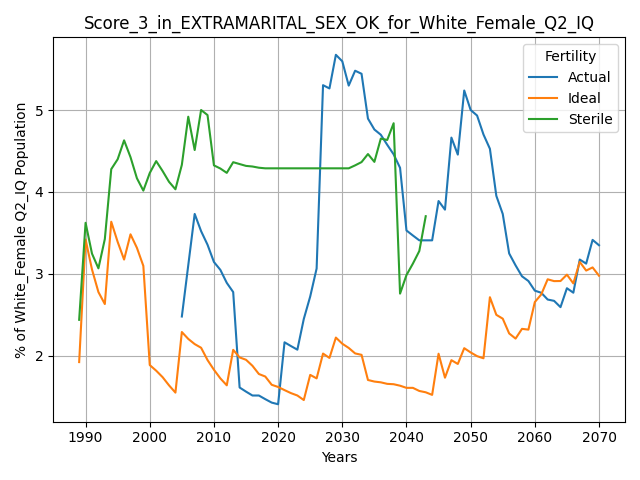 Score_3_in_EXTRAMARITAL_SEX_OK_for_White_Female_Q2_IQ
Fertility
Actual
Ideal
Sterile
% of White_Female Q2_IQ Population
5
4
3
2
1990 2000 2010 2020 2030 2040 2050 2060 2070
Years